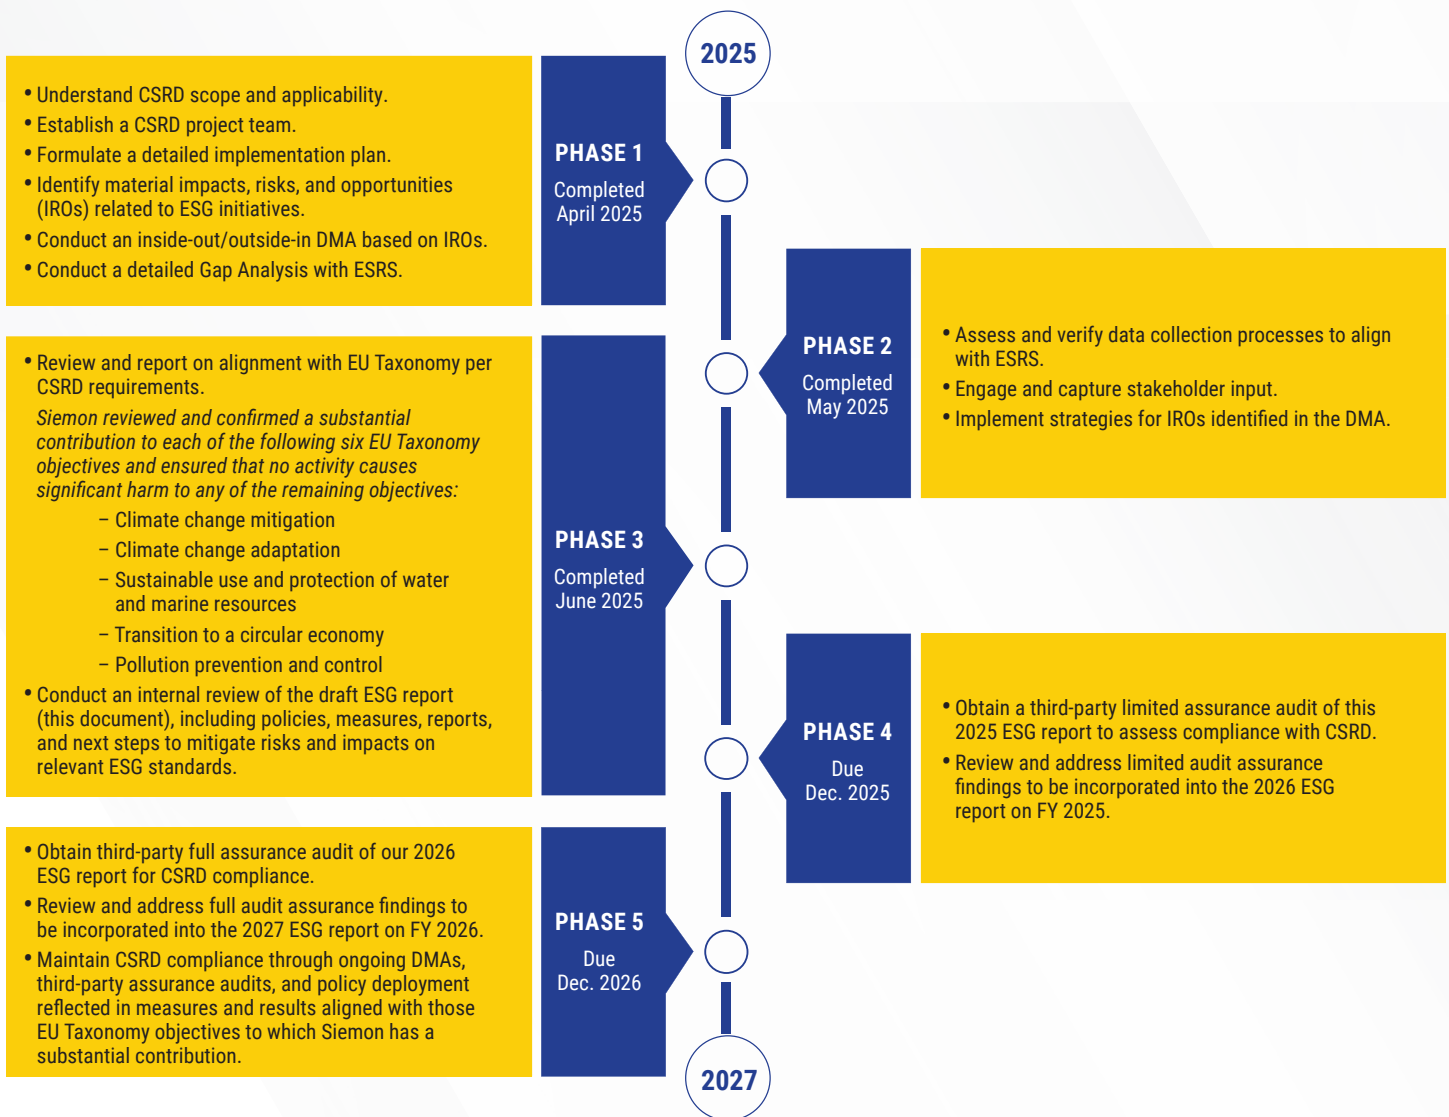 2025
• Understand CSRD scope and applicability.
• Establish a CSRD project team.
• Formulate a detailed implementation plan.
• Identify material impacts, risks, and opportunities
(IROs) related to ESG initiatives.
• Conduct an inside-out/outside-in DMA based on IROs.
• Conduct a detailed Gap Analysis with ESRS.
PHASE 1
Completed
April 2025
PHASE 2
Completed
May 2025
• Assess and verify data collection processes to align
with ESRS.
• Engage and capture stakeholder input.
• Implement strategies for IROs identified in the DMA.
• Review and report on alignment with EU Taxonomy per
CSRD requirements.
Siemon reviewed and confirmed a substantial
contribution to each of the following six EU Taxonomy
objectives and ensured that no activity causes
significant harm to any of the remaining objectives:
– Climate change mitigation
– Climate change adaptation
– Sustainable use and protection of water
and marine resources
– Transition to a circular economy
– Pollution prevention and control
• Conduct an internal review of the draft ESG report
(this document), including policies, measures, reports,
and next steps to mitigate risks and impacts on
relevant ESG standards.
PHASE 3
Completed
June 2025
PHASE 4
Due
Dec. 2025
• Obtain a third-party limited assurance audit of this
2025 ESG report to assess compliance with CSRD.
• Review and address limited audit assurance
findings to be incorporated into the 2026 ESG
report on FY 2025.
• Obtain third-party full assurance audit of our 2026
ESG report for CSRD compliance.
• Review and address full audit assurance findings to
be incorporated into the 2027 ESG report on FY 2026.
• Maintain CSRD compliance through ongoing DMAs,
third-party assurance audits, and policy deployment
reflected in measures and results aligned with those
EU Taxonomy objectives to which Siemon has a
substantial contribution.
PHASE 5
Due
Dec. 2026
2027